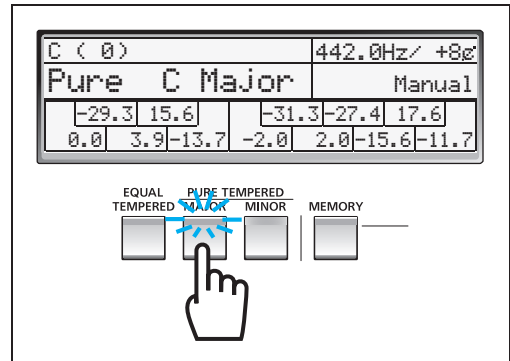 C ( 0) 442.0Hz/ +8¢
Pure C Major Manual
-29.3 15.6 -31.3 -27.4 17.6
0.0 3.9 -13.7 -2.0 2.0 -15.6 -11.7
EQUAL TEMPERED
PURE TEMPERED
MAJOR MINOR
MEMORY